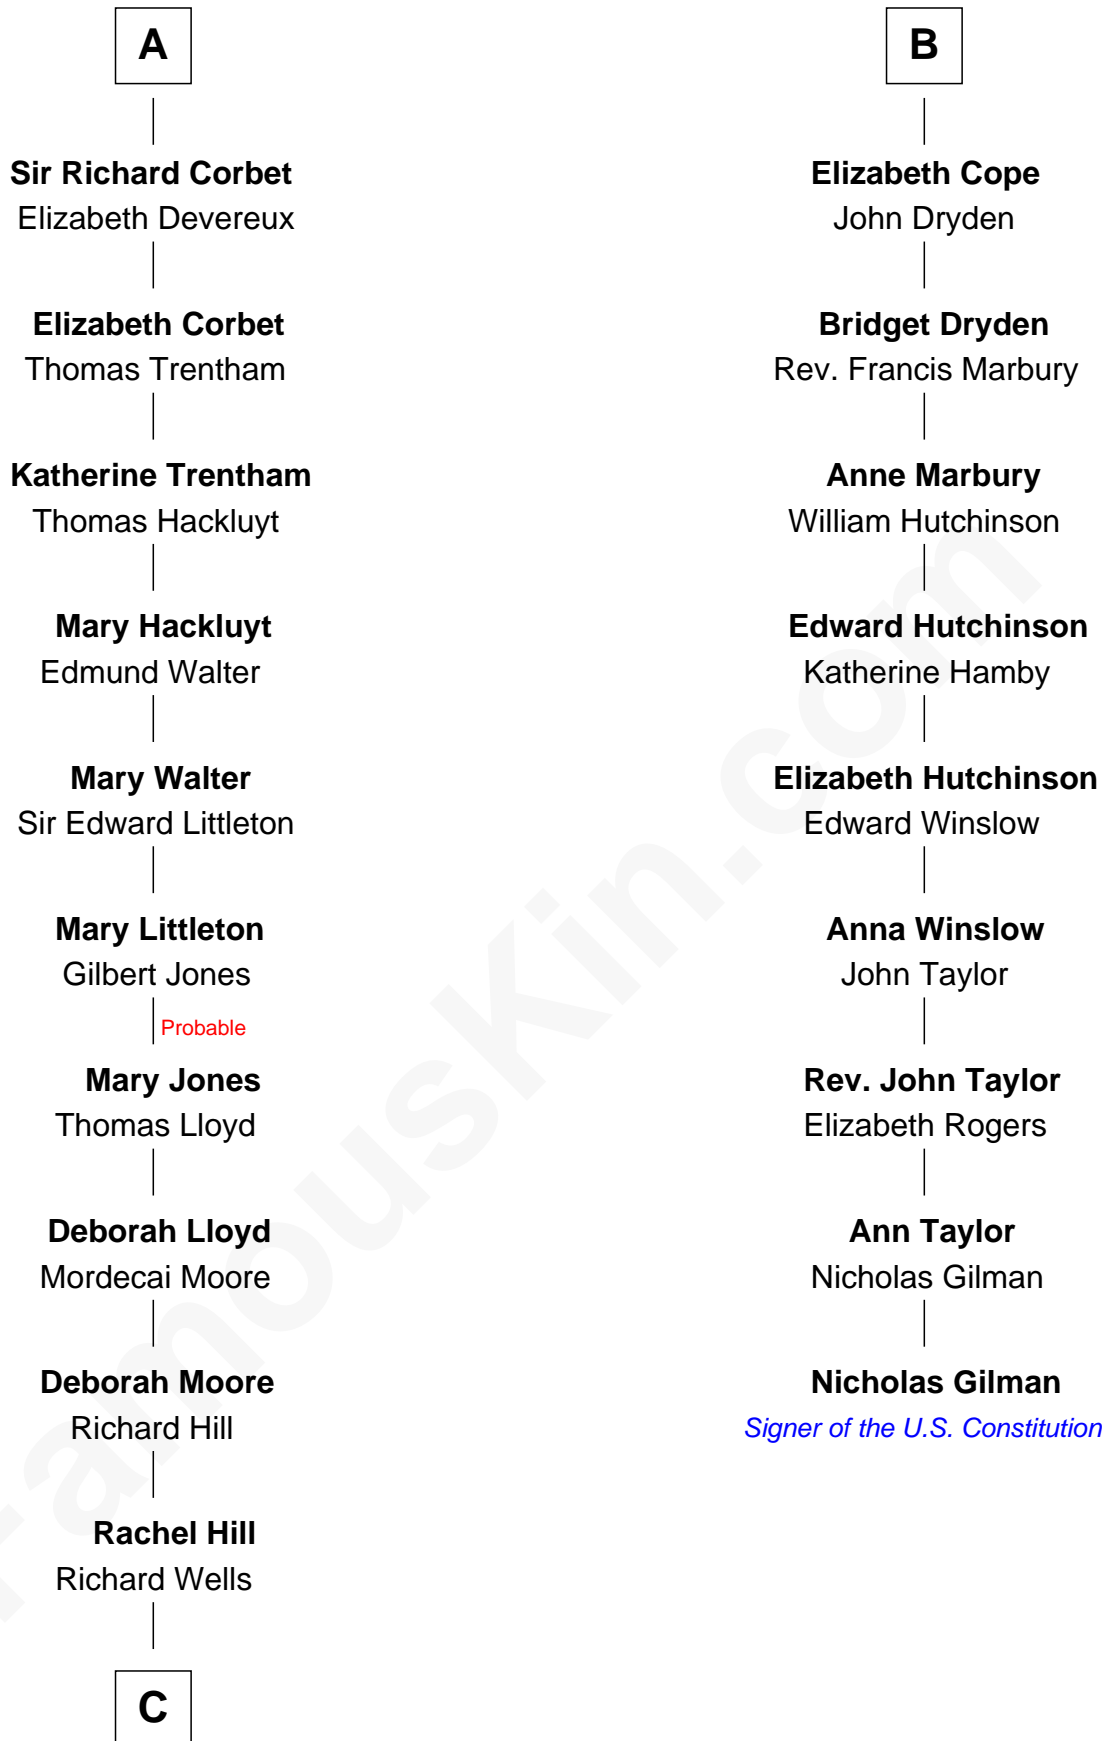 A
Sir Richard Corbet
Elizabeth Devereux
Elizabeth Corbet
Thomas Trentham
Katherine Trentham
Thomas Hackluyt
Mary Hackluyt
Edmund Walter
Mary Walter
Sir Edward Littleton
Mary Littleton
Gilbert Jones
Probable
Mary Jones
Thomas Lloyd
Deborah Lloyd
Mordecai Moore
Deborah Moore
Richard Hill
Rachel Hill
Richard Wells
C
B
Elizabeth Cope
John Dryden
Bridget Dryden
Rev. Francis Marbury
Anne Marbury
William Hutchinson
Edward Hutchinson
Katherine Hamby
Elizabeth Hutchinson
Edward Winslow
Anna Winslow
John Taylor
Rev. John Taylor
Elizabeth Rogers
Ann Taylor
Nicholas Gilman
Nicholas Gilman
Signer of the U.S. Constitution
FamousKin.com